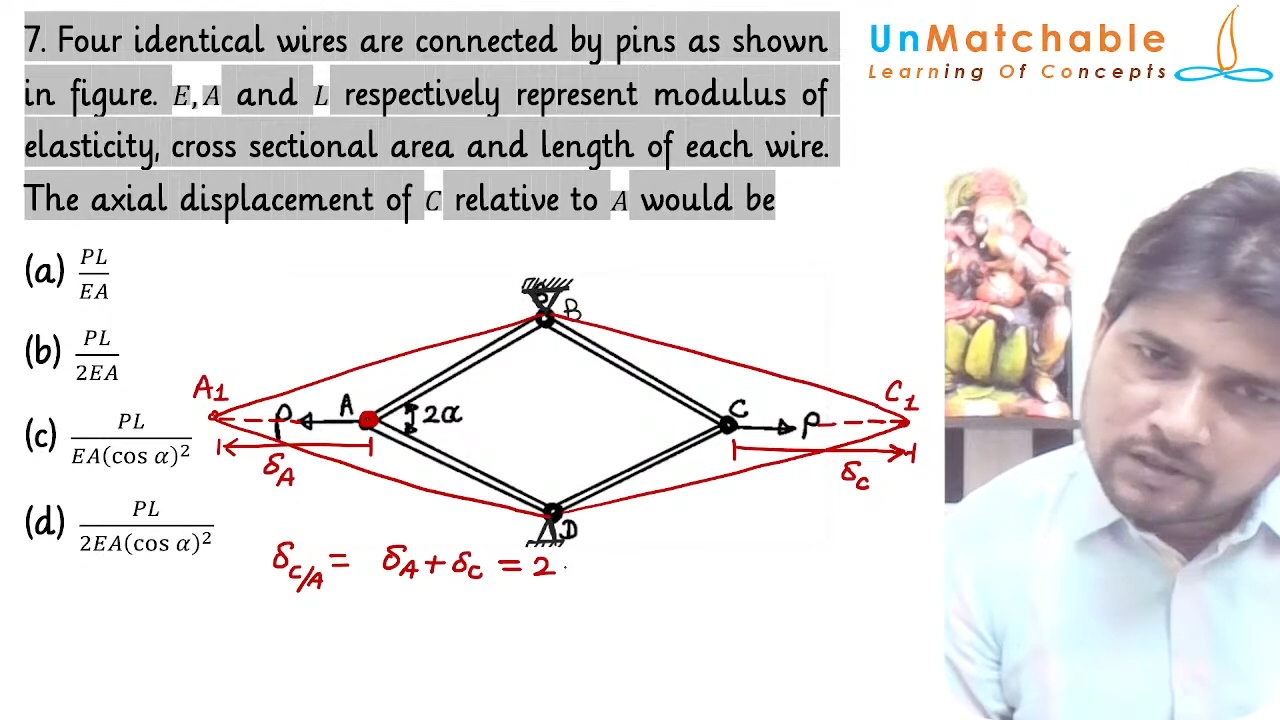 7. Four identical wires are connected by pins as shown
in figure. E, A and L respectively represent modulus of
elasticity, cross sectional area and length of each wire.
The axial displacement of C relative to A would be
UnMatchable
Learning Of Concepts
(a) PL/EA
(b) PL/2EA
(c) PL/EA(cos α)²
(d) PL/2EA(cos α)²
B
A1
P
A
2α
C
P
C1
δA
δC
D
δC/A = δA + δC = 2